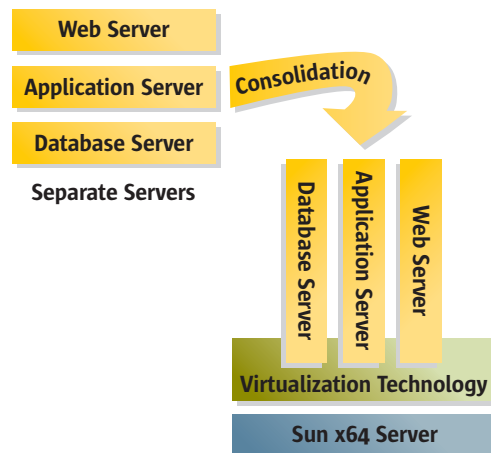 Web Server
Application Server
Consolidation
Database Server
Separate Servers
Database Server
Application Server
Web Server
Virtualization Technology
Sun x64 Server